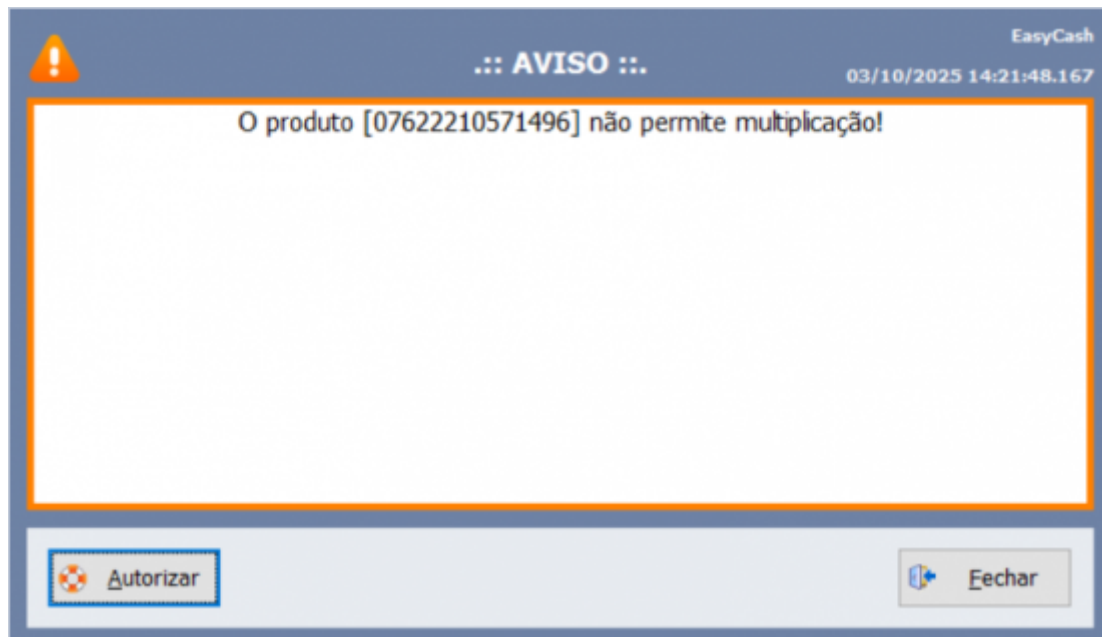 EasyCash
.:: AVISO ::.
03/10/2025 14:21:48.167
O produto [07622210571496] não permite multiplicação!
Autorizar
Fechar